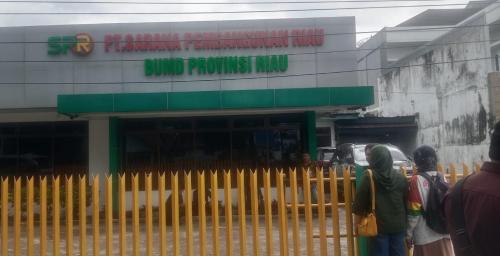 SPR PT.SARANA PEMBANGUNAN RIAU
BUMD PROVINSI RIAU